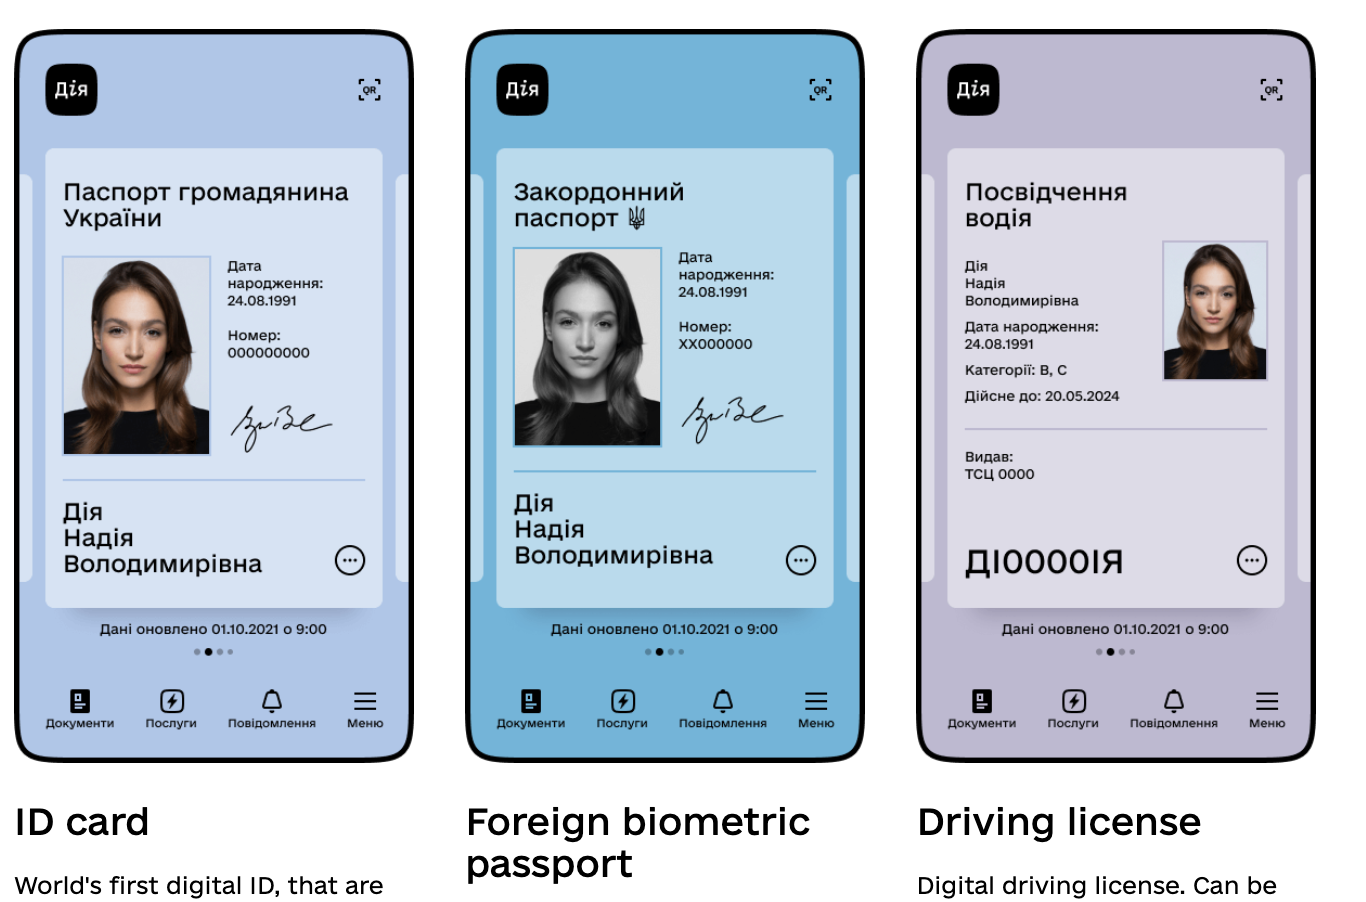 Дія
QR
Паспорт громадянина
України
Дата
народження:
24.08.1991
Номер:
000000000
Дія
Надія
Володимирівна
Дані оновлено 01.10.2021 о 9:00
Документи
Послуги
Повідомлення
Меню
ID card
World's first digital ID, that are
Дія
QR
Закордонний
паспорт
Дата
народження:
24.08.1991
Номер:
XX000000
Дія
Надія
Володимирівна
Дані оновлено 01.10.2021 о 9:00
Документи
Послуги
Повідомлення
Меню
Foreign biometric
passport
Дія
QR
Посвідчення
водія
Дія
Надія
Володимирівна
Дата народження:
24.08.1991
Категорії: B, C
Дійсне до: 20.05.2024
Видав:
ТСЦ 0000
ДІ0000ІЯ
Дані оновлено 01.10.2021 о 9:00
Документи
Послуги
Повідомлення
Меню
Driving license
Digital driving license. Can be